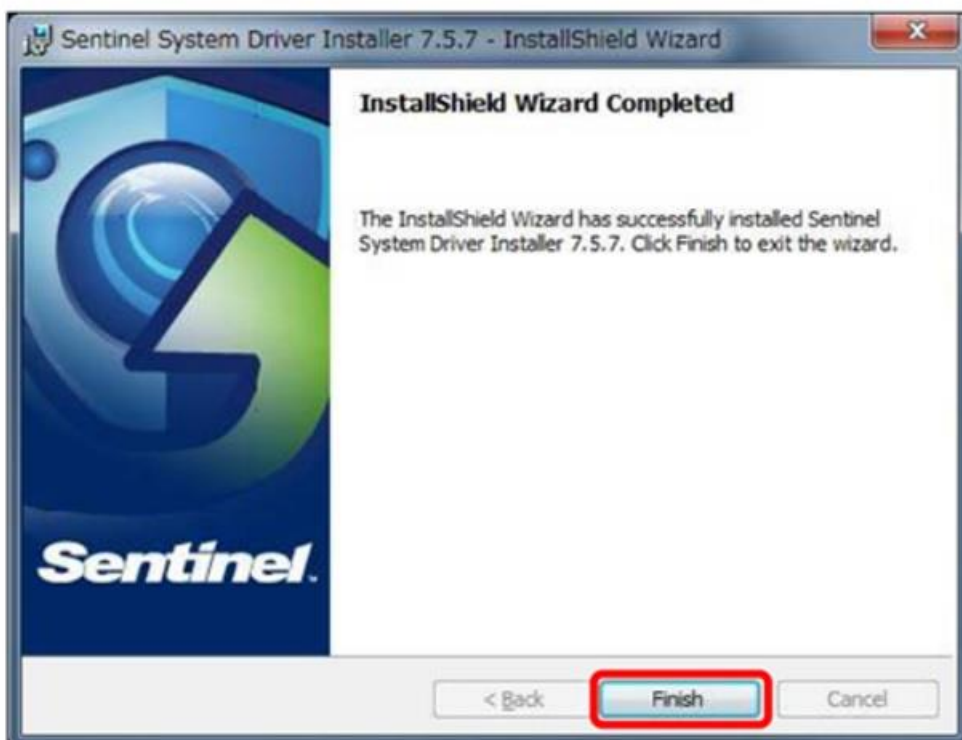 Sentinel System Driver Installer 7.5.7 - InstallShield Wizard
InstallShield Wizard Completed
The InstallShield Wizard has successfully installed Sentinel
System Driver Installer 7.5.7. Click Finish to exit the wizard.
Sentinel.
< Back
Finish
Cancel